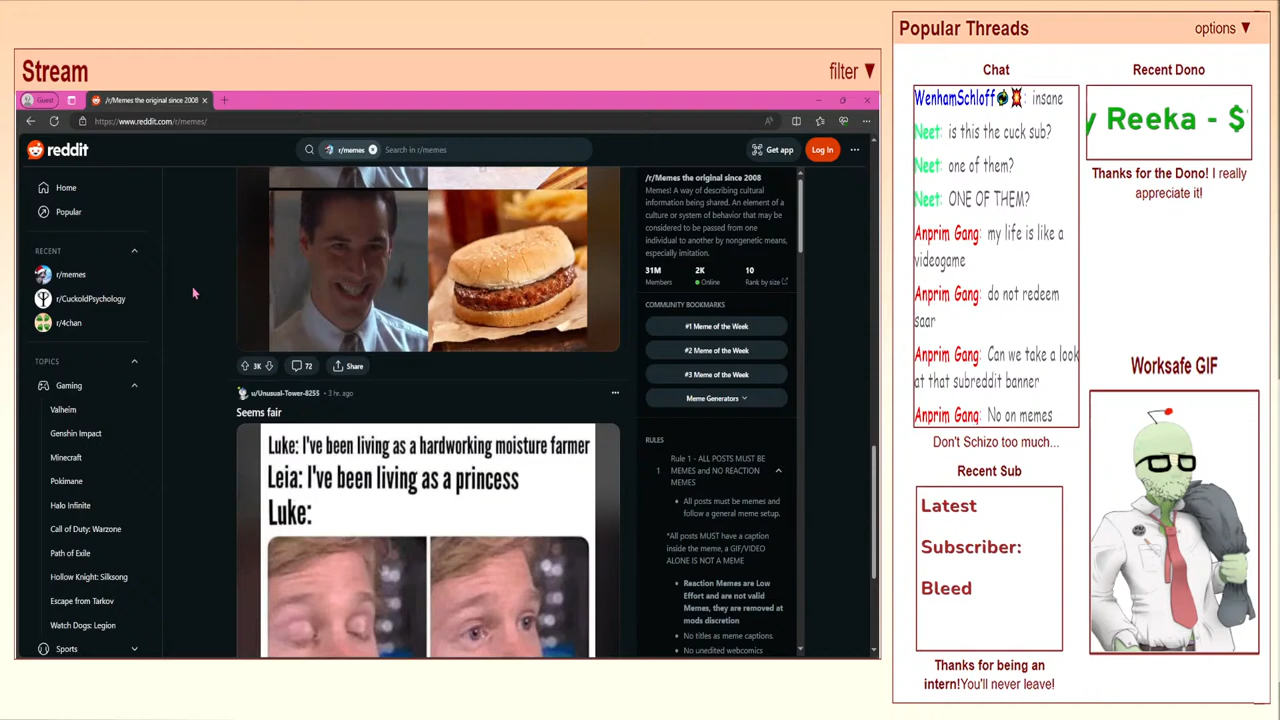 Stream
filter ▼
Guest
/r/Memes the original since 2008
https://www.reddit.com/r/memes/
reddit
r/memes
Search in r/memes
Get app
Log In
Home
Popular
RECENT
r/memes
r/CuckoldPsychology
r/4chan
TOPICS
Gaming
Valheim
Genshin Impact
Minecraft
Pokimane
Halo Infinite
Call of Duty: Warzone
Path of Exile
Hollow Knight: Silksong
Escape from Tarkov
Watch Dogs: Legion
Sports
3K
72
Share
u/Unusual-Tower-8255 • 3 hr. ago
Seems fair
Luke: I've been living as a hardworking moisture farmer
Leia: I've been living as a princess
Luke:
/r/Memes the original since 2008
Memes! A way of describing cultural
information being shared. An element of a
culture or system of behavior that may be
considered to be passed from one
individual to another by nongenetic means,
especially imitation.
31M 2K 10
Members Online Rank by size
COMMUNITY BOOKMARKS
#1 Meme of the Week
#2 Meme of the Week
#3 Meme of the Week
Meme Generators
RULES
1 Rule 1 - ALL POSTS MUST BE
MEMES and NO REACTION
MEMES
• All posts must be memes and
follow a general meme setup.
*All posts MUST have a caption
inside the meme, a GIF/VIDEO
ALONE IS NOT A MEME
• Reaction Memes are Low
Effort and are not valid
Memes, they are removed at
mods discretion
• No titles as meme captions.
• No unedited webcomics
Popular Threads
options ▼
Chat
WenhamSchloff: insane
Neet: is this the cuck sub?
Neet: one of them?
Neet: ONE OF THEM?
Anprim Gang: my life is like a
videogame
Anprim Gang: do not redeem
saar
Anprim Gang: Can we take a look
at that subreddit banner
Anprim Gang: No on memes
Don't Schizo too much...
Recent Sub
Latest
Subscriber:
Bleed
Thanks for being an
intern!You'll never leave!
Recent Dono
y Reeka - $
Thanks for the Dono! I really
appreciate it!
Worksafe GIF